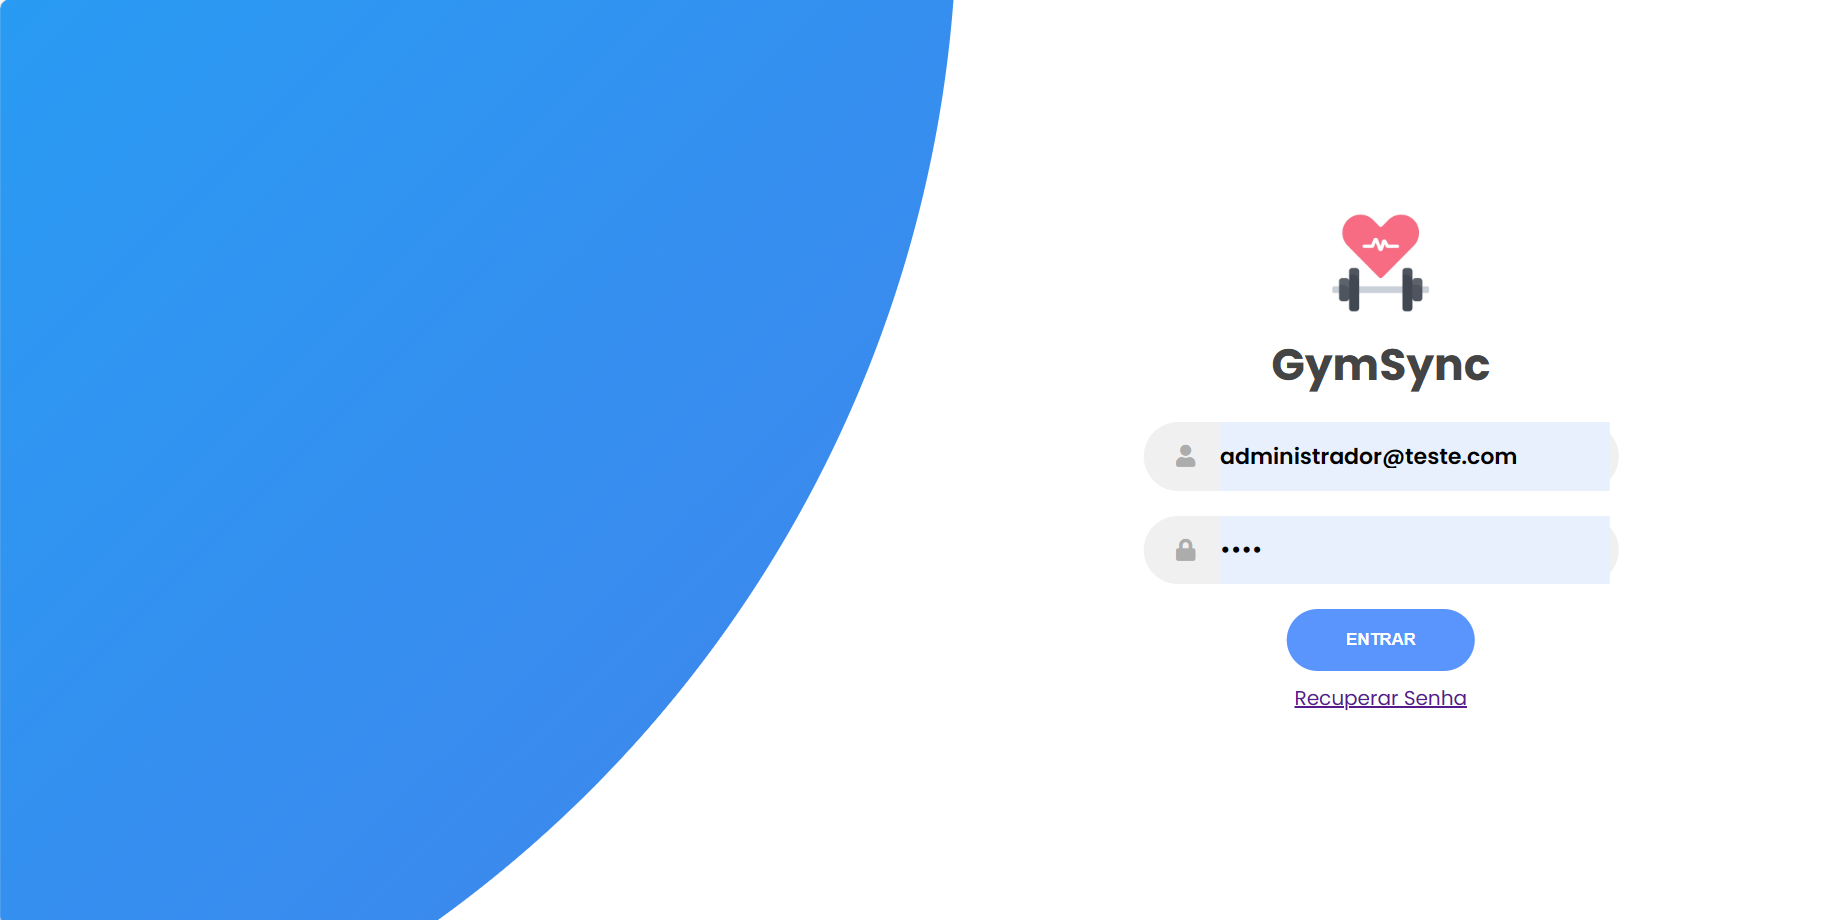 GymSync
administrador@teste.com
••••
ENTRAR
Recuperar Senha